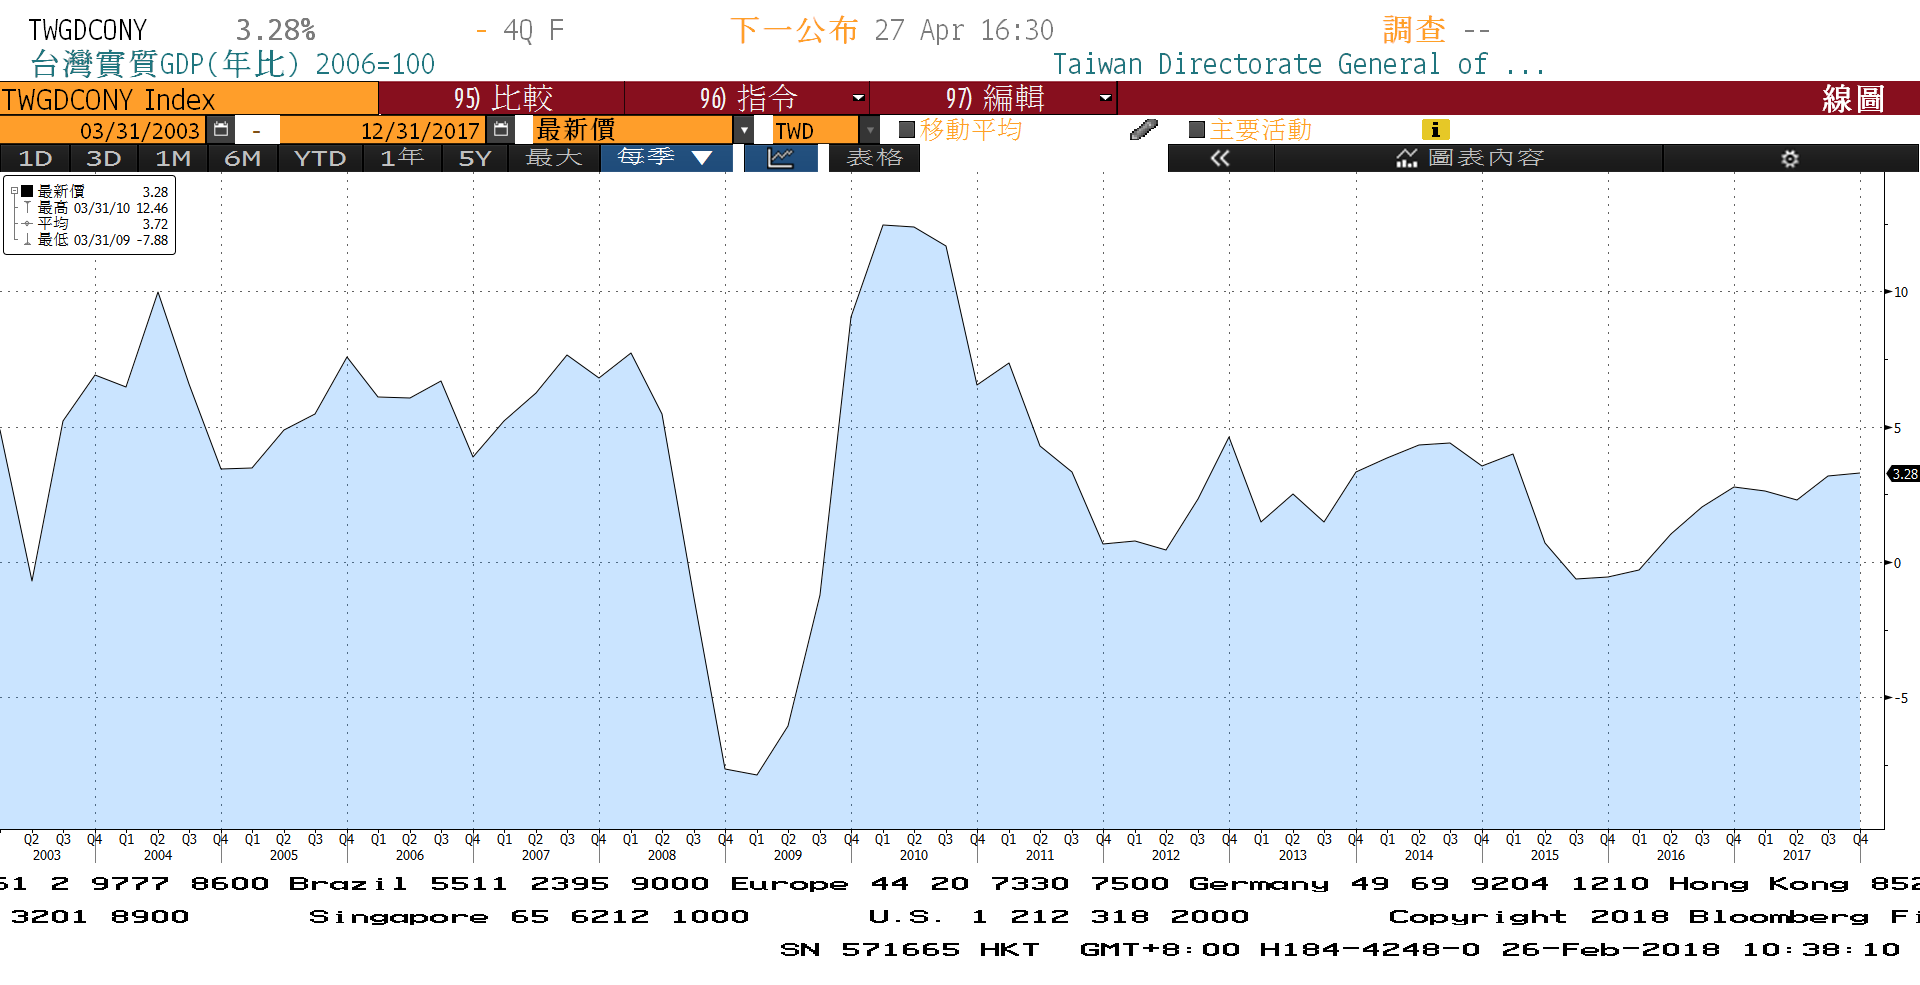 TWGDCONY 3.28% - 4Q F 下一公布 27 Apr 16:30 調查 --
台灣實質GDP(年比) 2006=100 Taiwan Directorate General of ...
TWGDCONY Index 95) 比較 96) 指令 97) 編輯 線圖
03/31/2003 - 12/31/2017 最新價 TWD 移動平均 主要活動 i
1D 3D 1M 6M YTD 1年 5Y 最大 每季 ▼ 表格 « 圖表內容
最新價 3.28
最高 03/31/10 12.46
平均 3.72
最低 03/31/09 -7.88
10
5
3.28
0
-5
Q2 Q3 Q4 Q1 Q2 Q3 Q4 Q1 Q2 Q3 Q4 Q1 Q2 Q3 Q4 Q1 Q2 Q3 Q4 Q1 Q2 Q3 Q4 Q1 Q2 Q3 Q4 Q1 Q2 Q3 Q4 Q1 Q2 Q3 Q4 Q1 Q2 Q3 Q4 Q1 Q2 Q3 Q4 Q1 Q2 Q3 Q4 Q1 Q2 Q3 Q4 Q1 Q2 Q3 Q4 Q1 Q2 Q3 Q4
2003 2004 2005 2006 2007 2008 2009 2010 2011 2012 2013 2014 2015 2016 2017
61 2 9777 8600 Brazil 5511 2395 9000 Europe 44 20 7330 7500 Germany 49 69 9204 1210 Hong Kong 852
3201 8900 Singapore 65 6212 1000 U.S. 1 212 318 2000 Copyright 2018 Bloomberg Fi
SN 571665 HKT GMT+8:00 H184-4248-0 26-Feb-2018 10:38:10